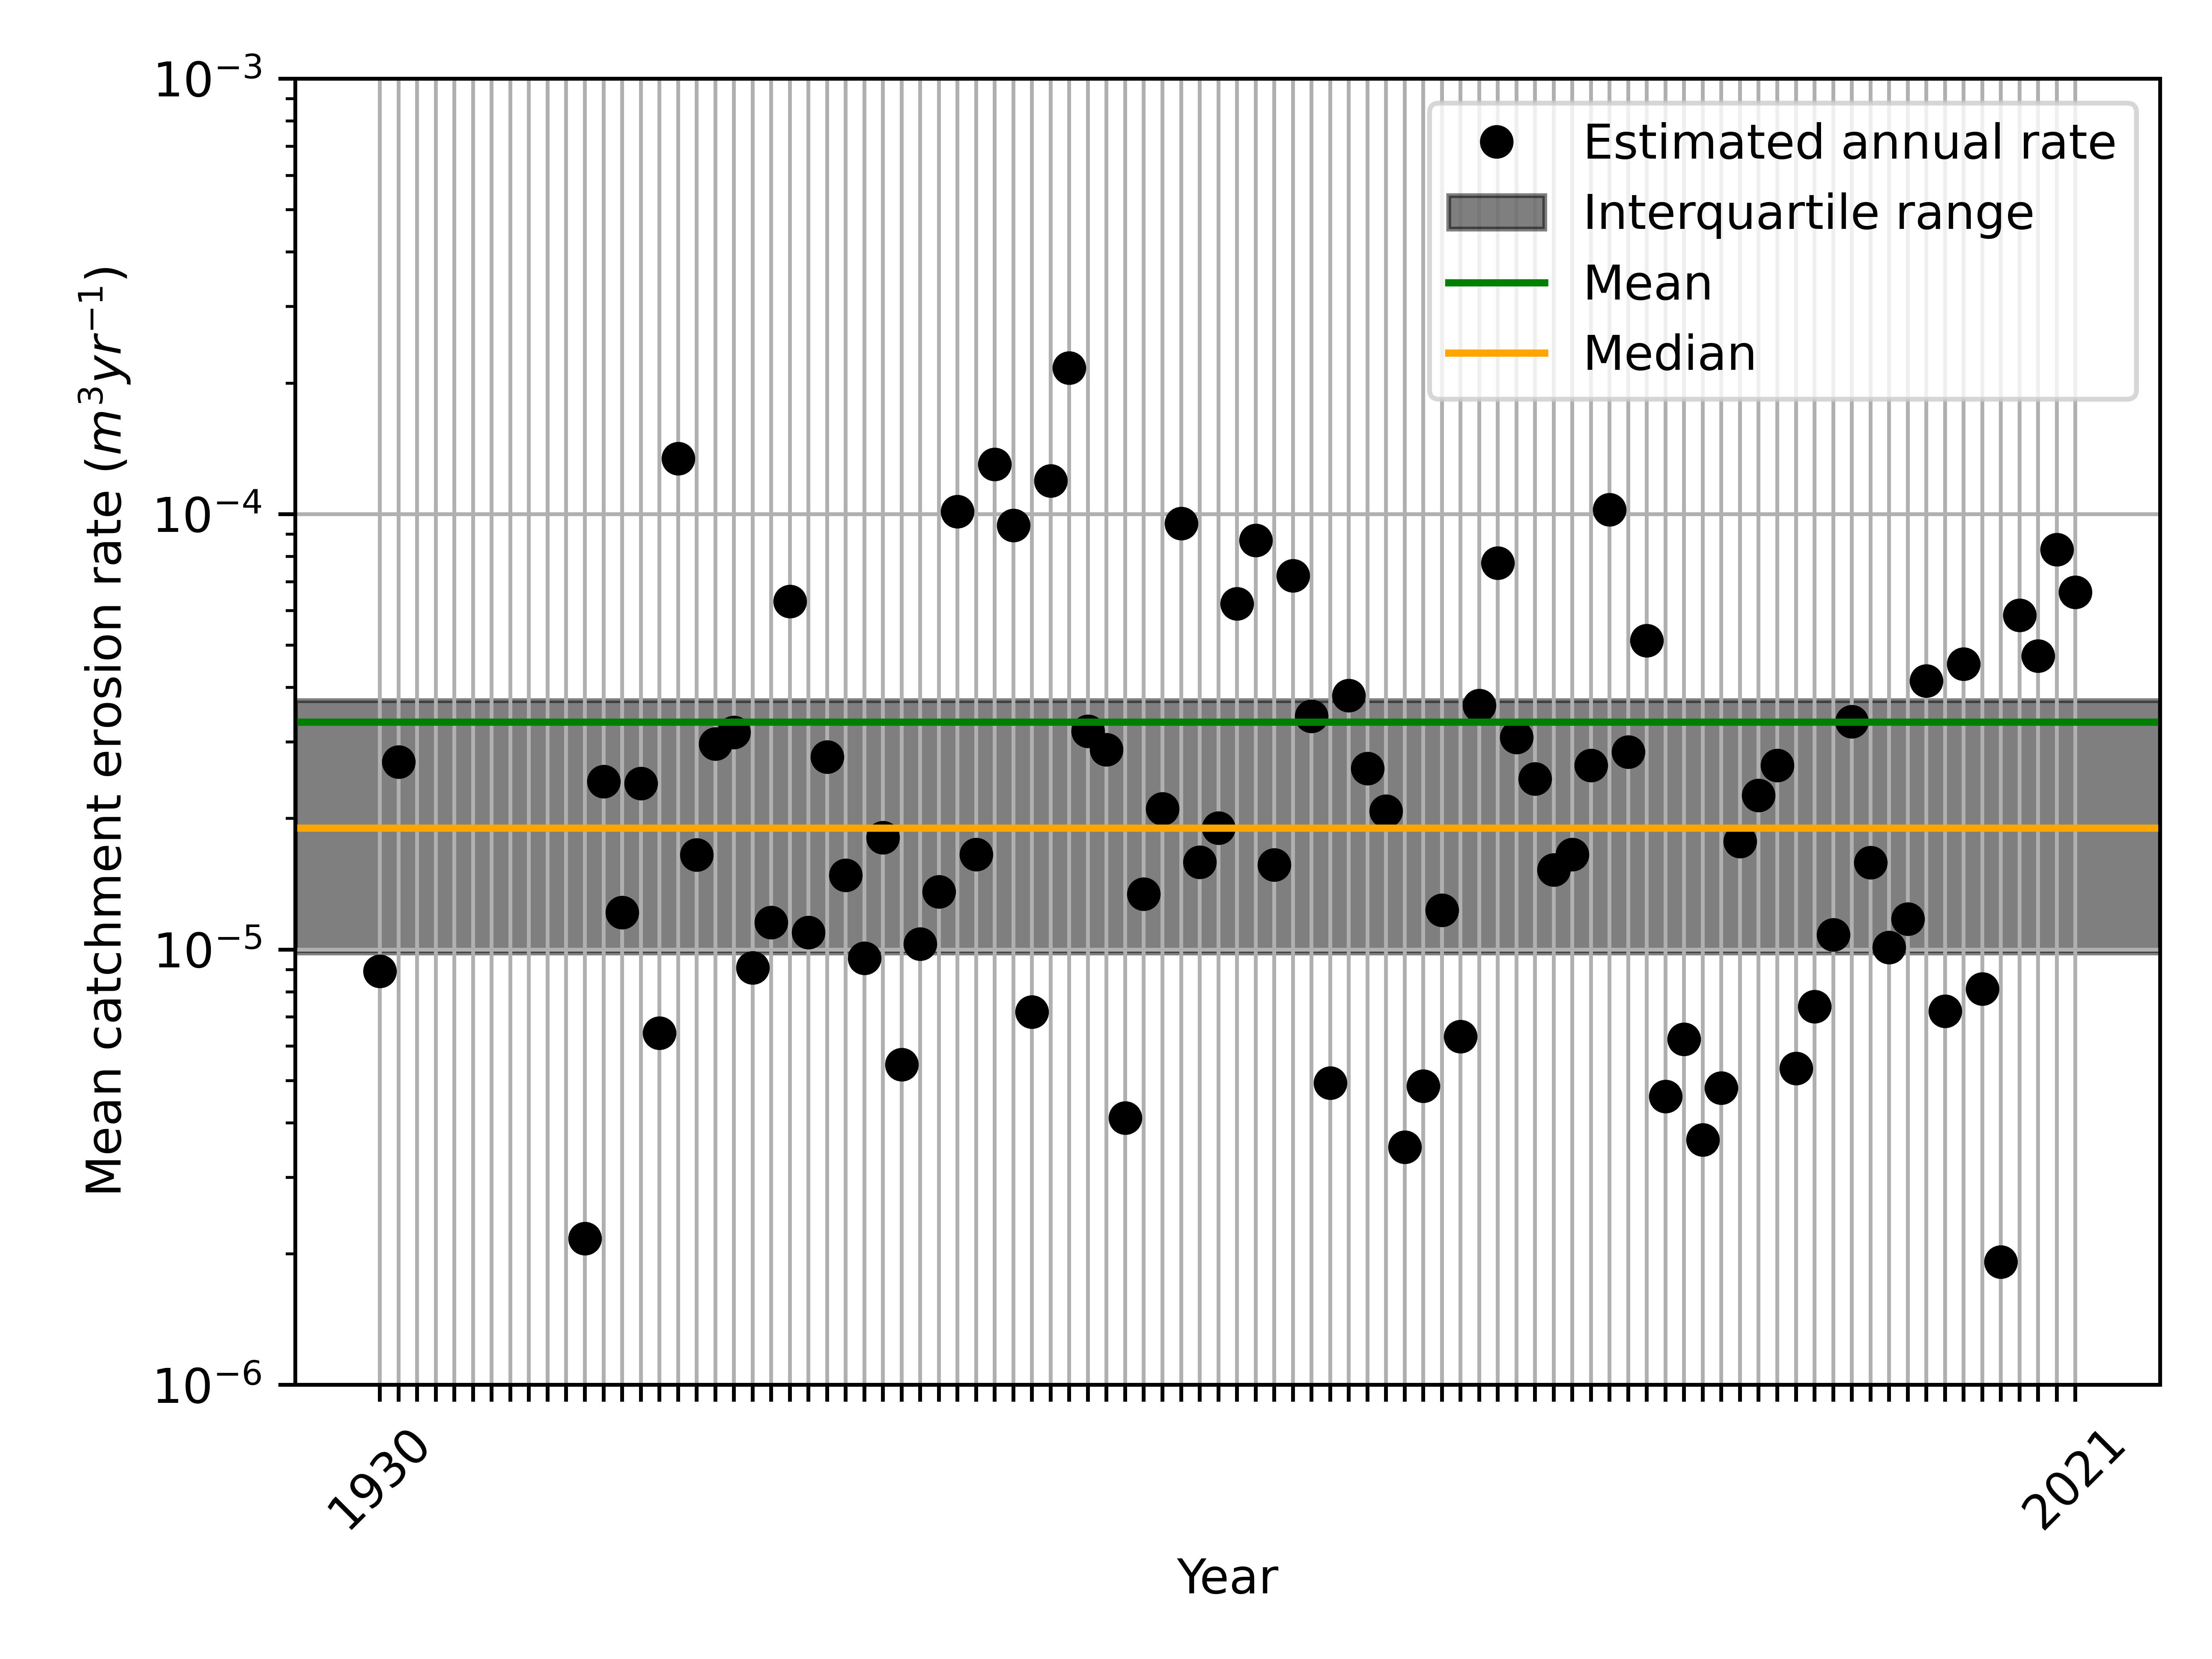 Mean catchment erosion rate (m³yr⁻¹)
10⁻³
10⁻⁴
10⁻⁵
10⁻⁶
Estimated annual rate
Interquartile range
Mean
Median
1930
2021
Year